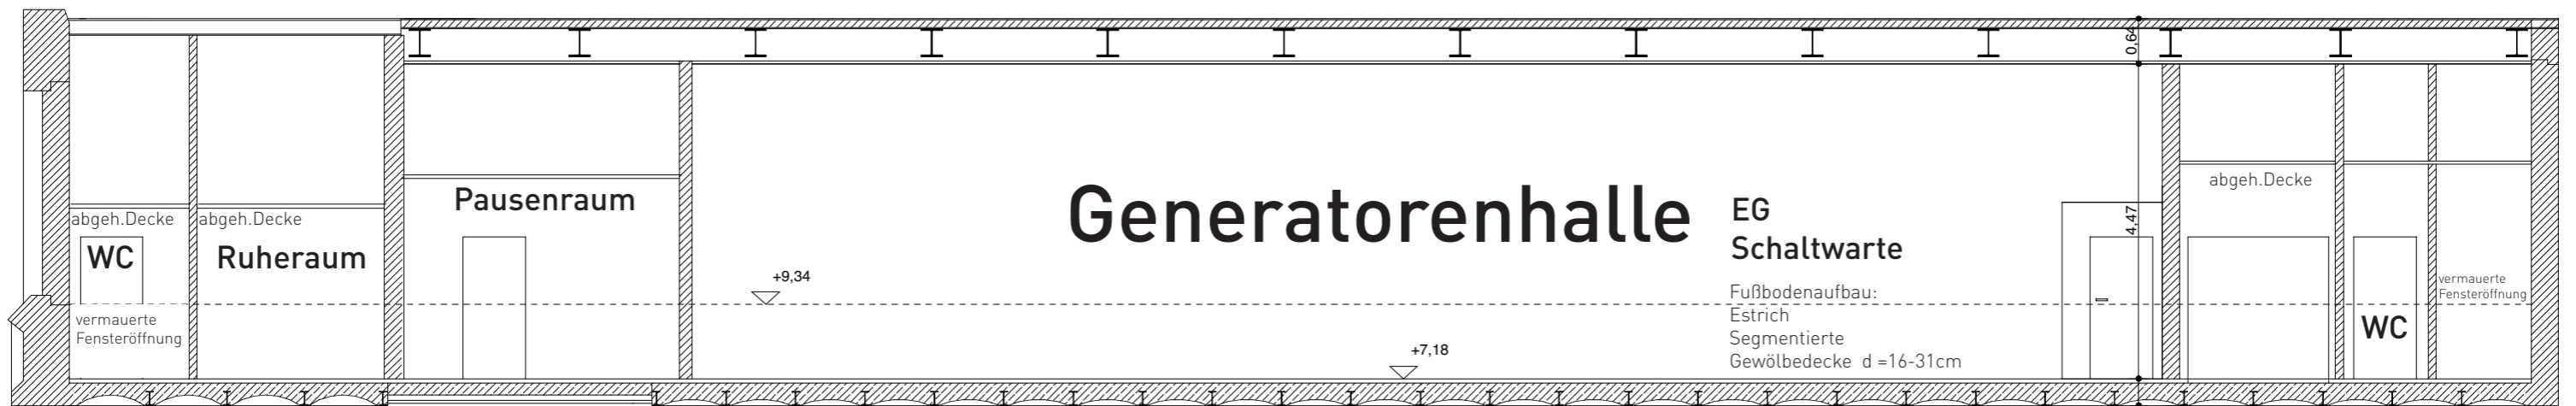 0,64
Pausenraum
abgeh.Decke
abgeh.Decke
WC
Ruheraum
vermauerte
Fensteröffnung
+9,34
+7,18
Generatorenhalle
EG
Schaltwarte
Fußbodenaufbau:
Estrich
Segmentierte
Gewölbedecke d =16-31cm
4,47
abgeh.Decke
WC
vermauerte
Fensteröffnung